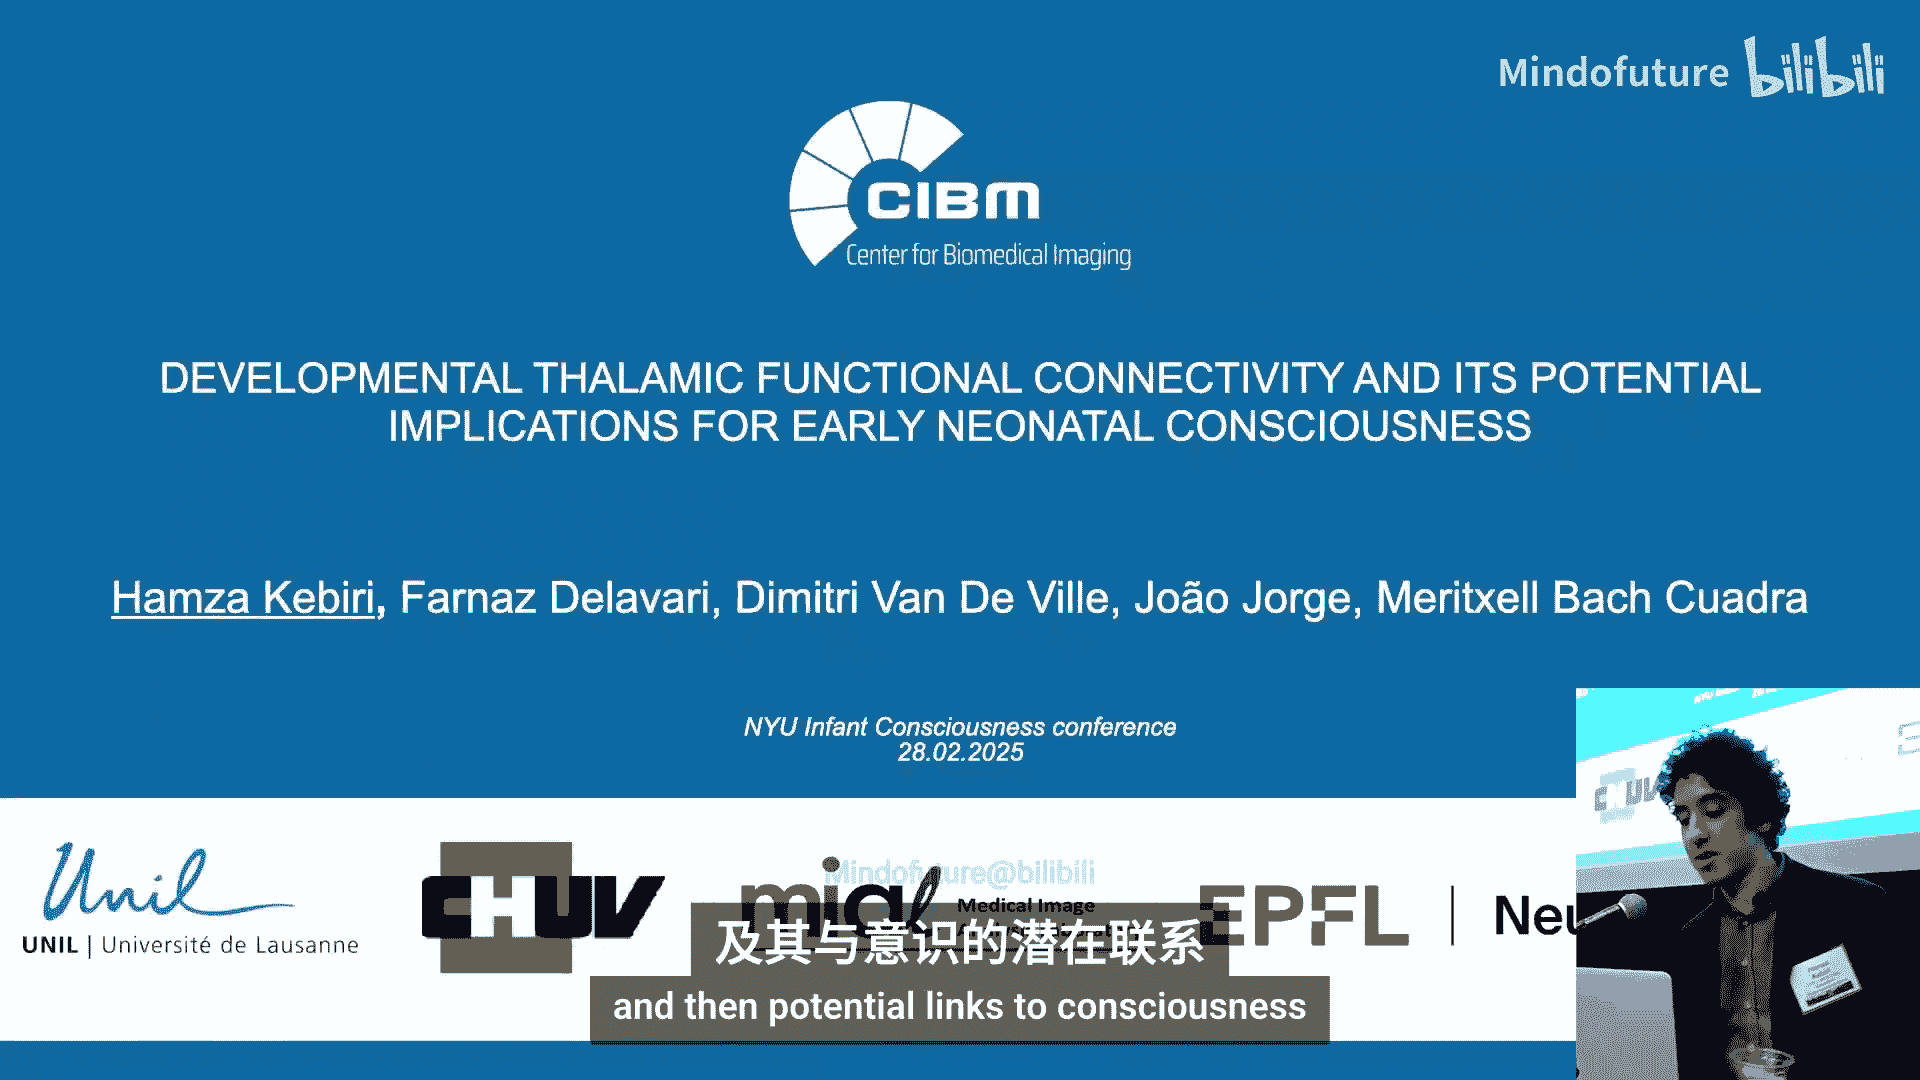 Mindofuture bilibili
CIBM
Center for Biomedical Imaging
DEVELOPMENTAL THALAMIC FUNCTIONAL CONNECTIVITY AND ITS POTENTIAL
IMPLICATIONS FOR EARLY NEONATAL CONSCIOUSNESS
Hamza Kebiri, Farnaz Delavari, Dimitri Van De Ville, João Jorge, Meritxell Bach Cuadra
NYU Infant Consciousness conference
28.02.2025
Unil
UNIL | Université de Lausanne
CHUV
mial
Medical Image
EPFL
Neu
Mindofuture@bilibili
及其与意识的潜在联系
and then potential links to consciousness
CHUV